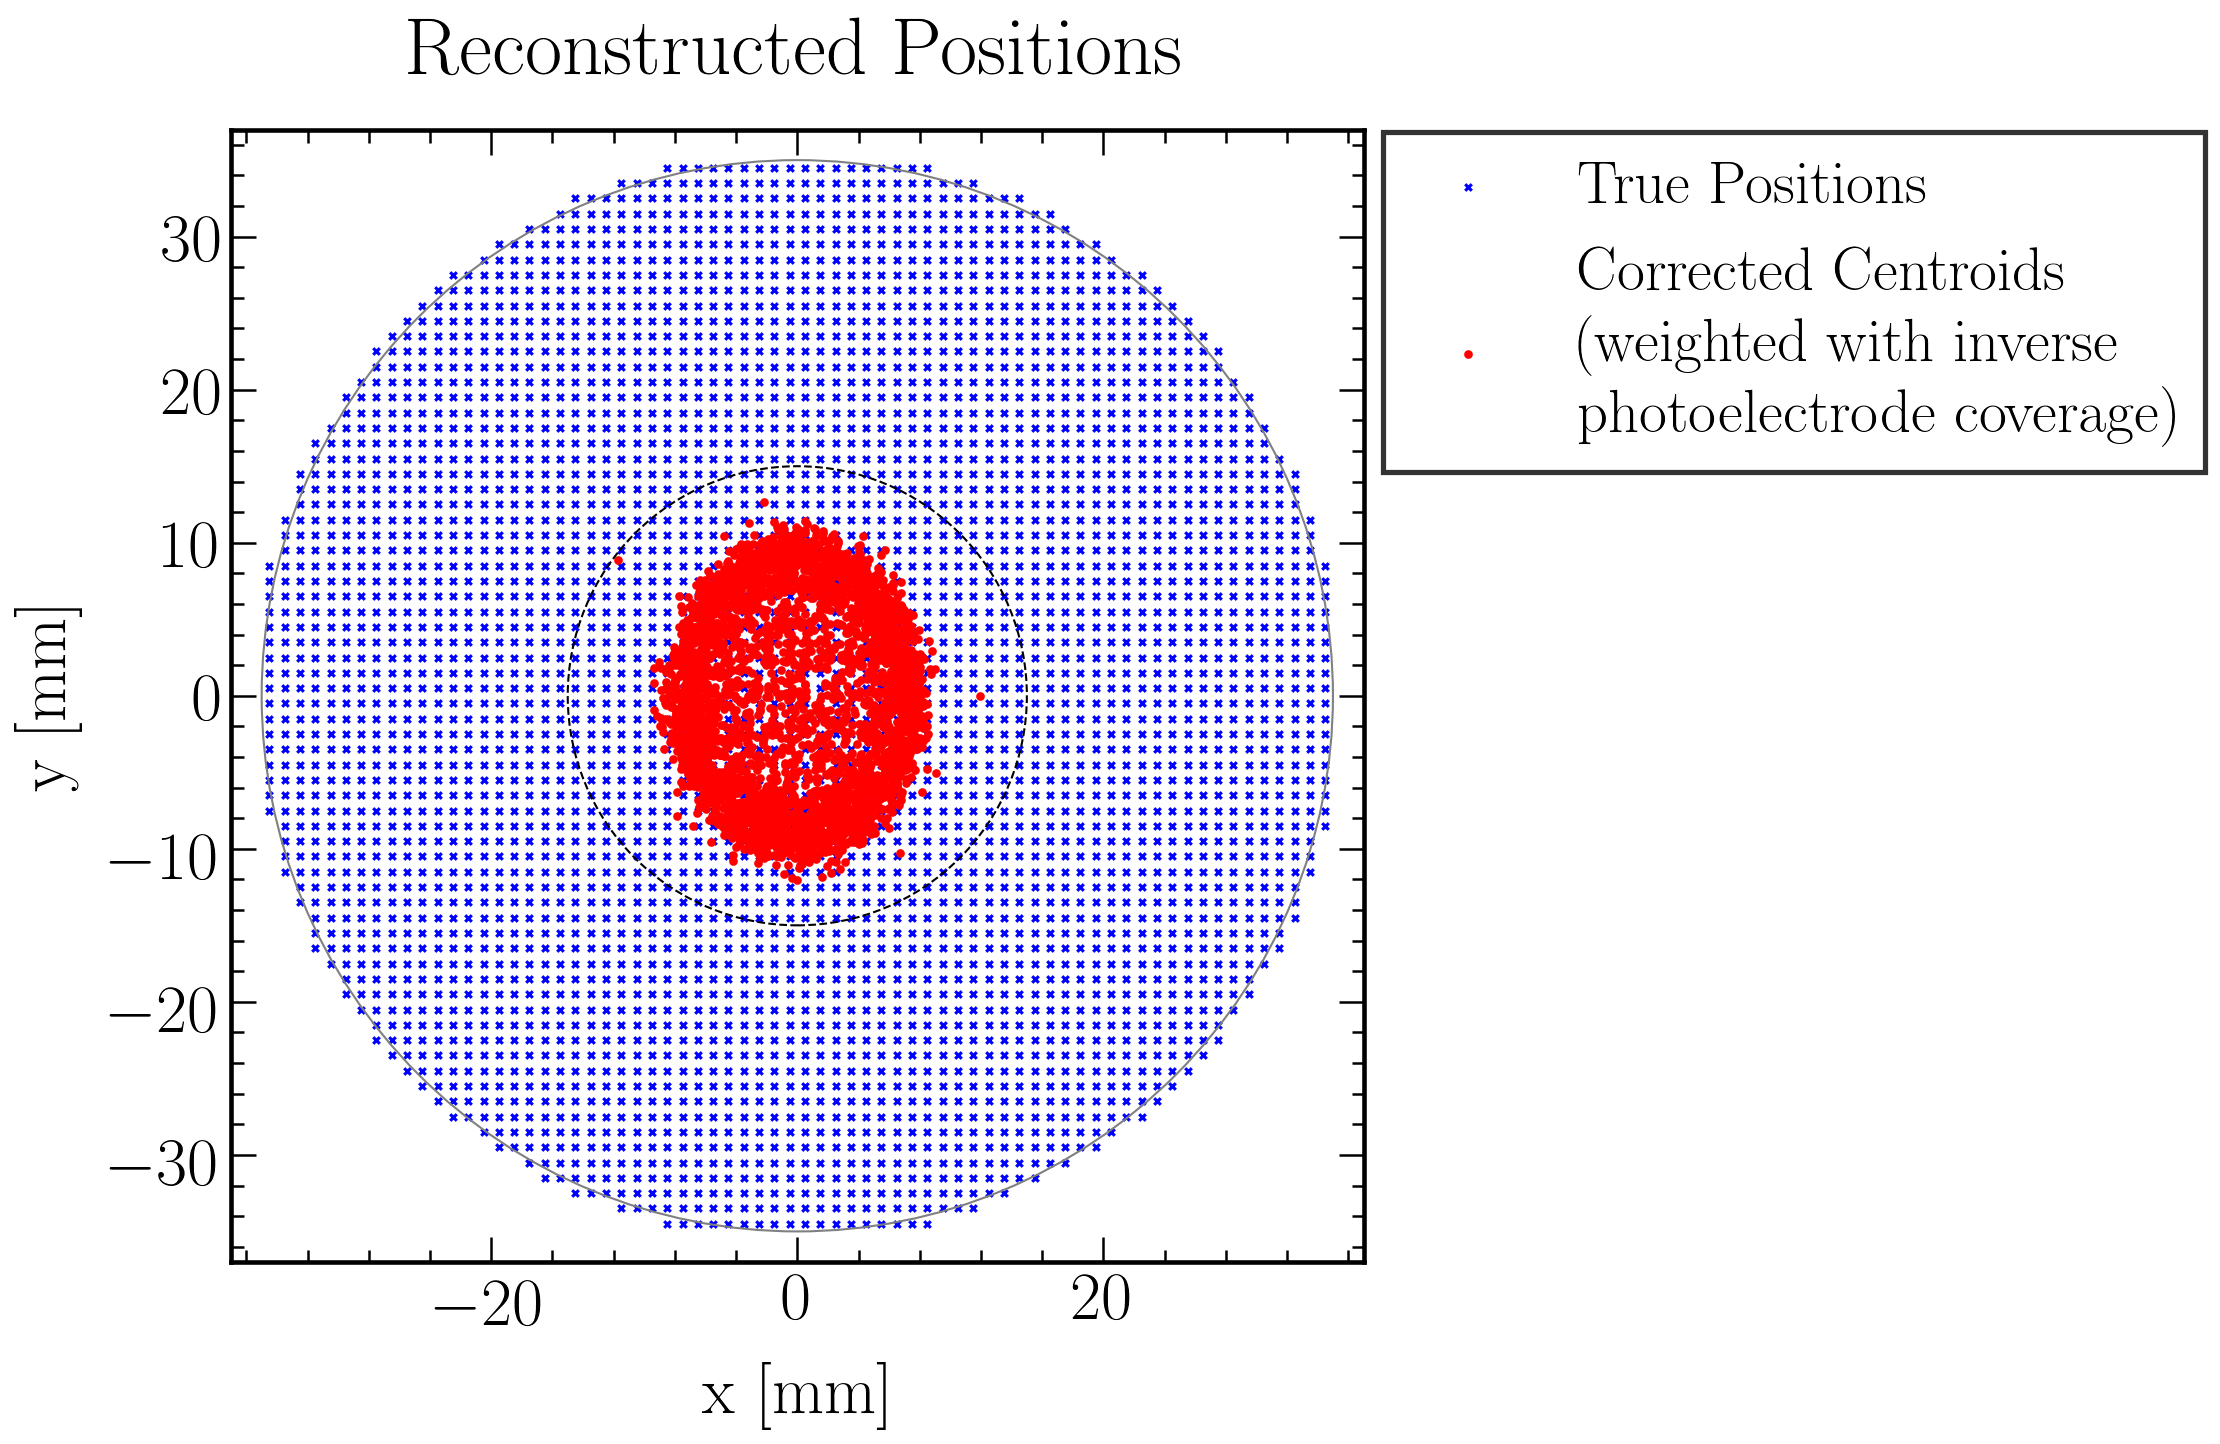 Reconstructed Positions
True Positions
Corrected Centroids
(weighted with inverse
photoelectrode coverage)
30
20
10
0
−10
−20
−30
y [mm]
−20 0 20
x [mm]